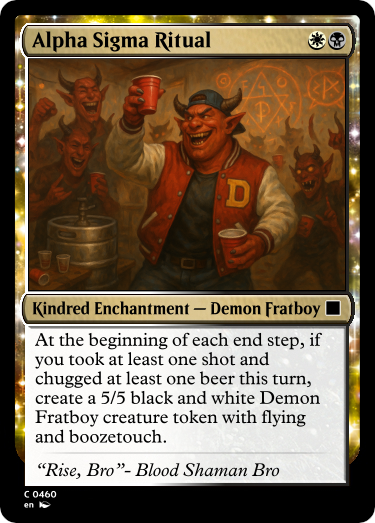 Alpha Sigma Ritual
D
Kindred Enchantment — Demon Fratboy
At the beginning of each end step, if
you took at least one shot and
chugged at least one beer this turn,
create a 5/5 black and white Demon
Fratboy creature token with flying
and boozetouch.
“Rise, Bro”- Blood Shaman Bro
C 0460
en